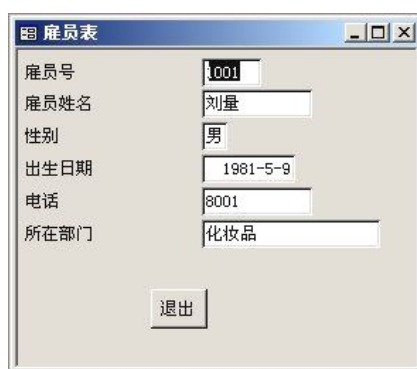 雇员表
雇员号 1001
雇员姓名 刘量
性别 男
出生日期 1981-5-9
电话 8001
所在部门 化妆品
退出